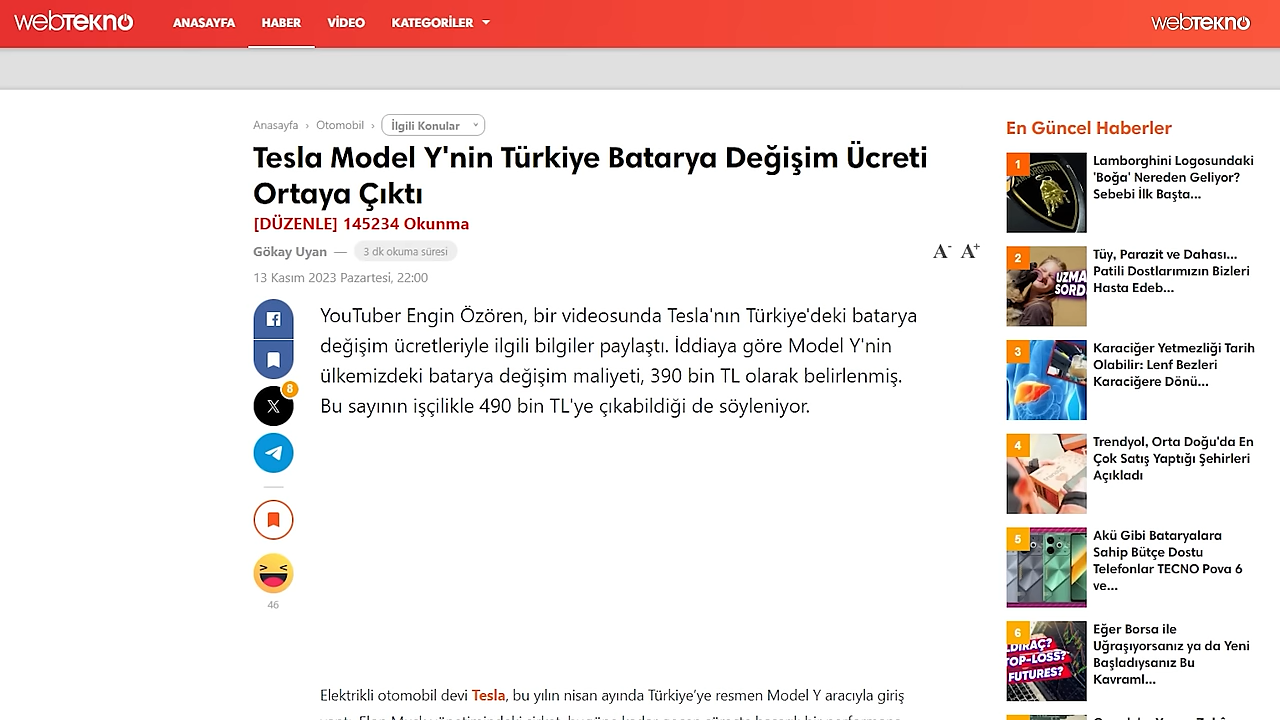 webtekno
ANASAYFA
HABER
VİDEO
KATEGORİLER
webtekno
Anasayfa › Otomobil ›
İlgili Konular
Tesla Model Y'nin Türkiye Batarya Değişim Ücreti
Ortaya Çıktı
[DÜZENLE] 145234 Okunma
Gökay Uyan —
3 dk okuma süresi
A- A+
13 Kasım 2023 Pazartesi, 22:00
8
46
YouTuber Engin Özören, bir videosunda Tesla'nın Türkiye'deki batarya
değişim ücretleriyle ilgili bilgiler paylaştı. İddiaya göre Model Y'nin
ülkemizdeki batarya değişim maliyeti, 390 bin TL olarak belirlenmiş.
Bu sayının işçilikle 490 bin TL'ye çıkabildiği de söyleniyor.
Elektrikli otomobil devi Tesla, bu yılın nisan ayında Türkiye’ye resmen Model Y aracıyla giriş
En Güncel Haberler
1
Lamborghini Logosundaki
'Boğa' Nereden Geliyor?
Sebebi İlk Başta...
2
UZMA
SORD
Tüy, Parazit ve Dahası...
Patili Dostlarımızın Bizleri
Hasta Edeb...
3
Karaciğer Yetmezliği Tarih
Olabilir: Lenf Bezleri
Karaciğere Dönü...
4
Trendyol, Orta Doğu'da En
Çok Satış Yaptığı Şehirleri
Açıkladı
5
Akü Gibi Bataryalara
Sahip Bütçe Dostu
Telefonlar TECNO Pova 6
ve...
6
LDIRAÇ?
TOP-LOSS?
FUTURES?
Eğer Borsa ile
Uğraşıyorsanız ya da Yeni
Başladıysanız Bu
Kavraml...